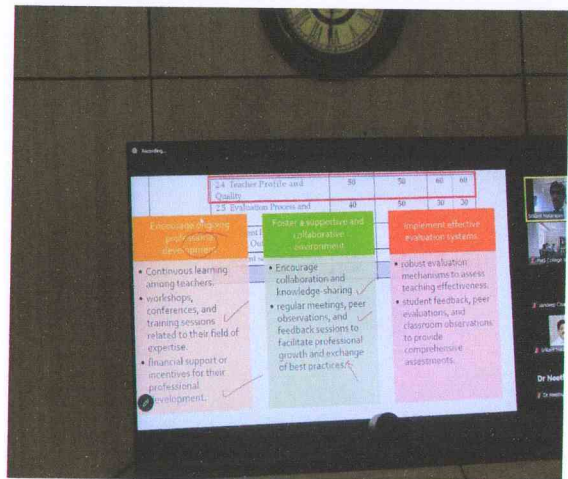 Recording...
2.4 Teacher Profile and
Quality
50
50
60
60
2.5 Evaluation Process and
40
50
30
30
Encourage ongoing
professional
development
• Continuous learning
among teachers.
• workshops,
conferences, and
training sessions
related to their field of
expertise.
• financial support or
incentives for their
professional
development.
Foster a supportive and
collaborative
environment
• Encourage
collaboration and
knowledge-sharing
• regular meetings, peer
observations, and
feedback sessions to
facilitate professional
growth and exchange
of best practices.
Implement effective
evaluation systems
• robust evaluation
mechanisms to assess
teaching effectiveness.
• student feedback, peer
evaluations, and
classroom observations
to provide
comprehensive
assessments.